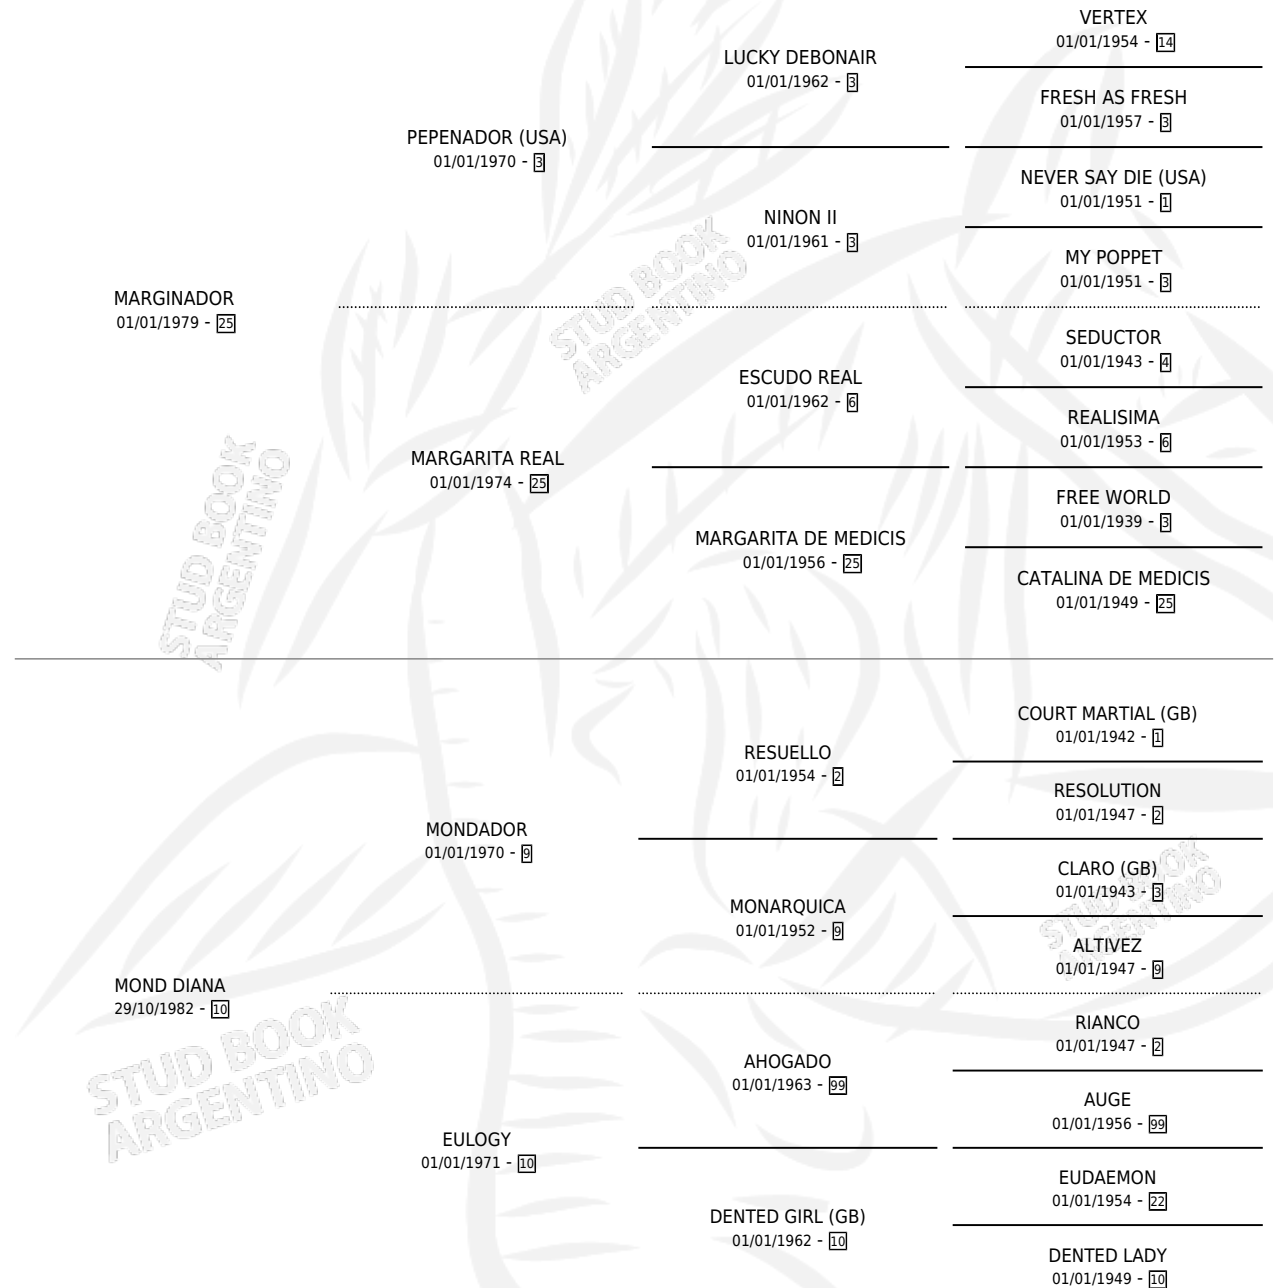 VERTEX
01/01/1954 - 14
LUCKY DEBONAIR
01/01/1962 - 3
FRESH AS FRESH
01/01/1957 - 3
PEPENADOR (USA)
01/01/1970 - 3
NEVER SAY DIE (USA)
01/01/1951 - 1
NINON II
01/01/1961 - 3
MY POPPET
01/01/1951 - 3
MARGINADOR
01/01/1979 - 25
SEDUCTOR
01/01/1943 - 4
ESCUDO REAL
01/01/1962 - 6
REALISIMA
01/01/1953 - 6
MARGARITA REAL
01/01/1974 - 25
FREE WORLD
01/01/1939 - 3
MARGARITA DE MEDICIS
01/01/1956 - 25
CATALINA DE MEDICIS
01/01/1949 - 25
COURT MARTIAL (GB)
01/01/1942 - 1
RESUELLO
01/01/1954 - 2
RESOLUTION
01/01/1947 - 2
MONDADOR
01/01/1970 - 9
CLARO (GB)
01/01/1943 - 3
MONARQUICA
01/01/1952 - 9
ALTIVEZ
01/01/1947 - 9
MOND DIANA
29/10/1982 - 10
RIANCO
01/01/1947 - 2
AHOGADO
01/01/1963 - 99
AUGE
01/01/1956 - 99
EULOGY
01/01/1971 - 10
EUDAEMON
01/01/1954 - 22
DENTED GIRL (GB)
01/01/1962 - 10
DENTED LADY
01/01/1949 - 10
STUD BOOK
ARGENTINO
STUD BOOK
ARGENTINO
STUD BOOK
ARGENTINO
STUD BOOK
ARGENTINO